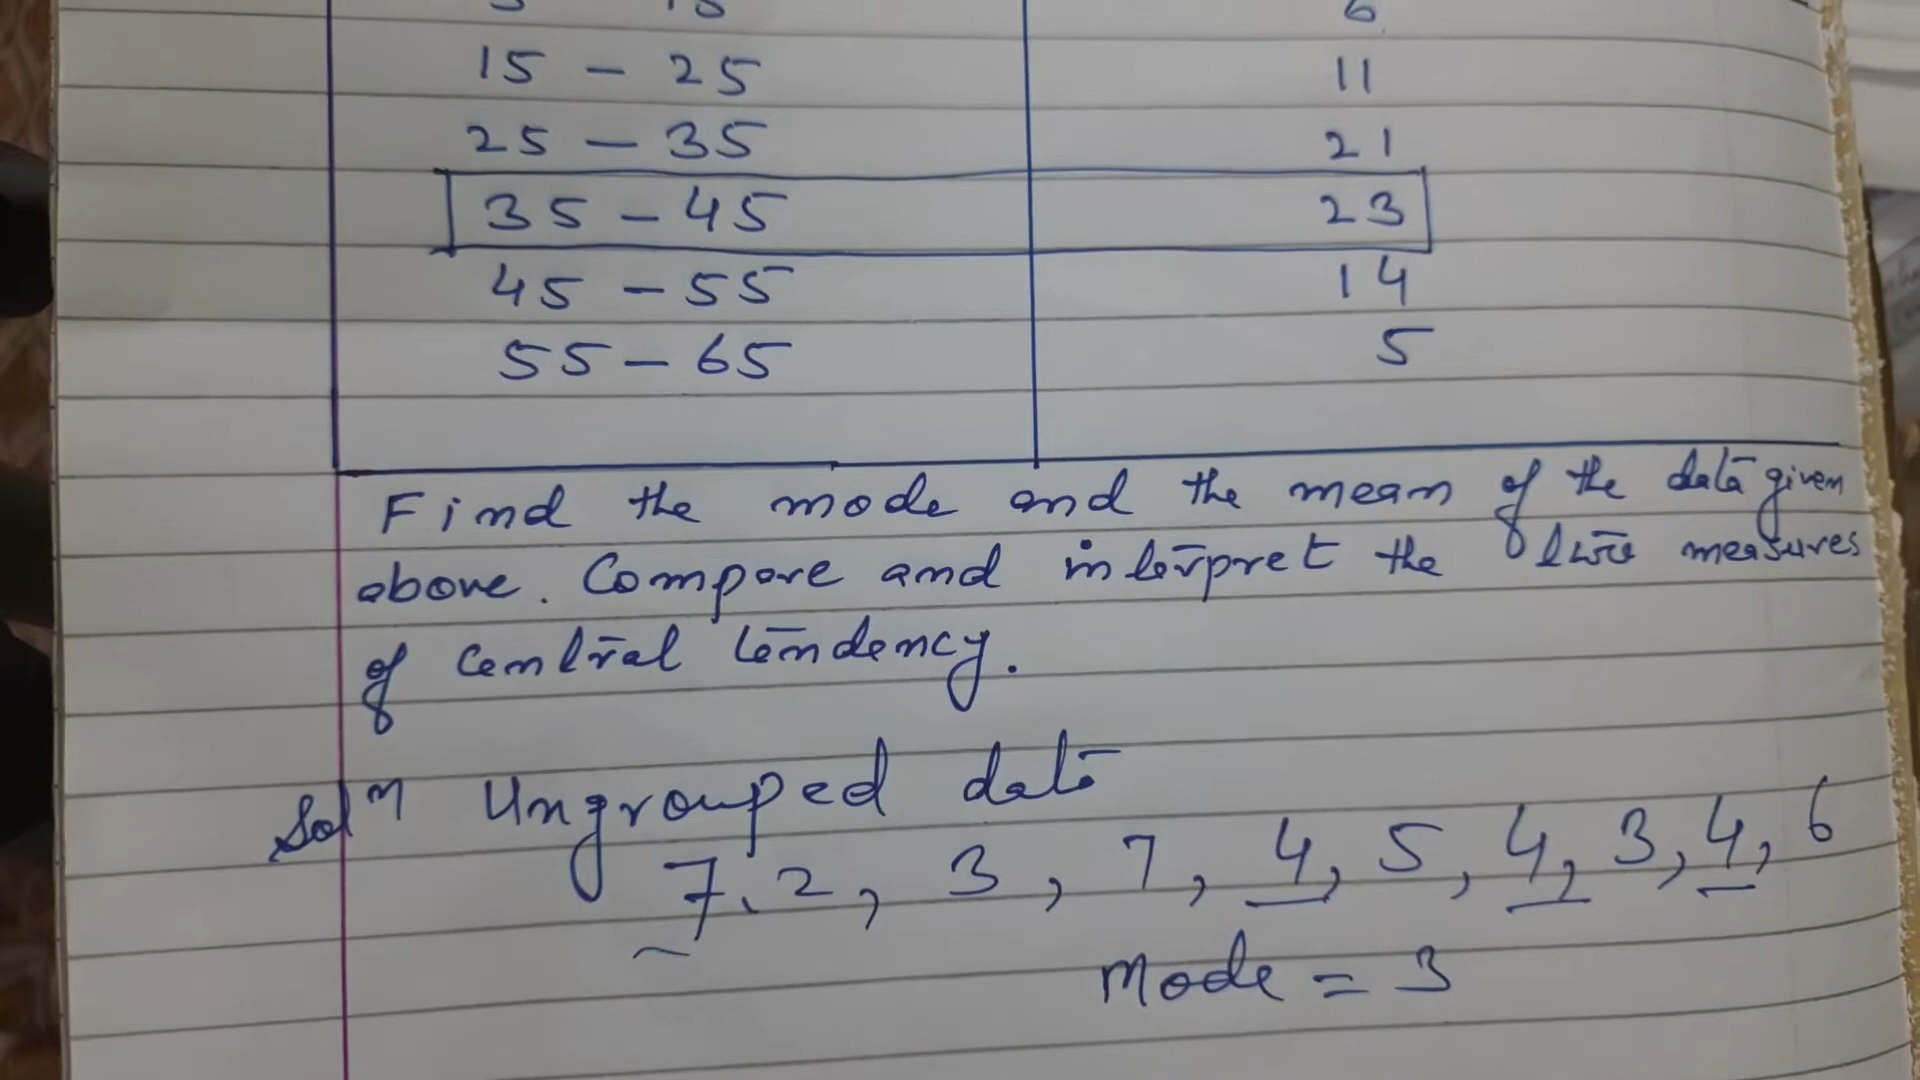 15 - 25 11
25 - 35 21
35 - 45 23
45 - 55 14
55 - 65 5
Find the mode and the mean of the data given
above. Compare and interpret the two measures
of central tendency.
Solⁿ Ungrouped data
7, 2, 3, 7, 4, 5, 4, 3, 4, 6
Mode = 3